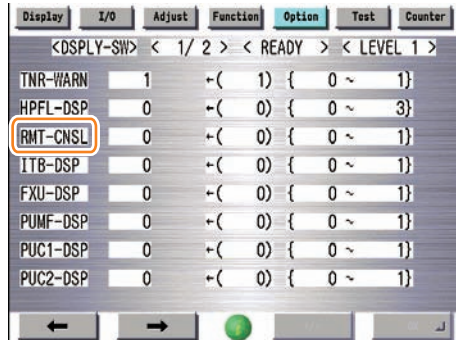 Display I/O Adjust Function Option Test Counter
<DSPLY-SW> < 1/ 2 > < READY > < LEVEL 1 >
TNR-WARN 1 ←( 1) { 0 ~ 1}
HPFL-DSP 0 ←( 0) { 0 ~ 3}
RMT-CNSL 0 ←( 0) { 0 ~ 1}
ITB-DSP 0 ←( 0) { 0 ~ 1}
FXU-DSP 0 ←( 0) { 0 ~ 1}
PUMF-DSP 0 ←( 0) { 0 ~ 1}
PUC1-DSP 0 ←( 0) { 0 ~ 1}
PUC2-DSP 0 ←( 0) { 0 ~ 1}
← →